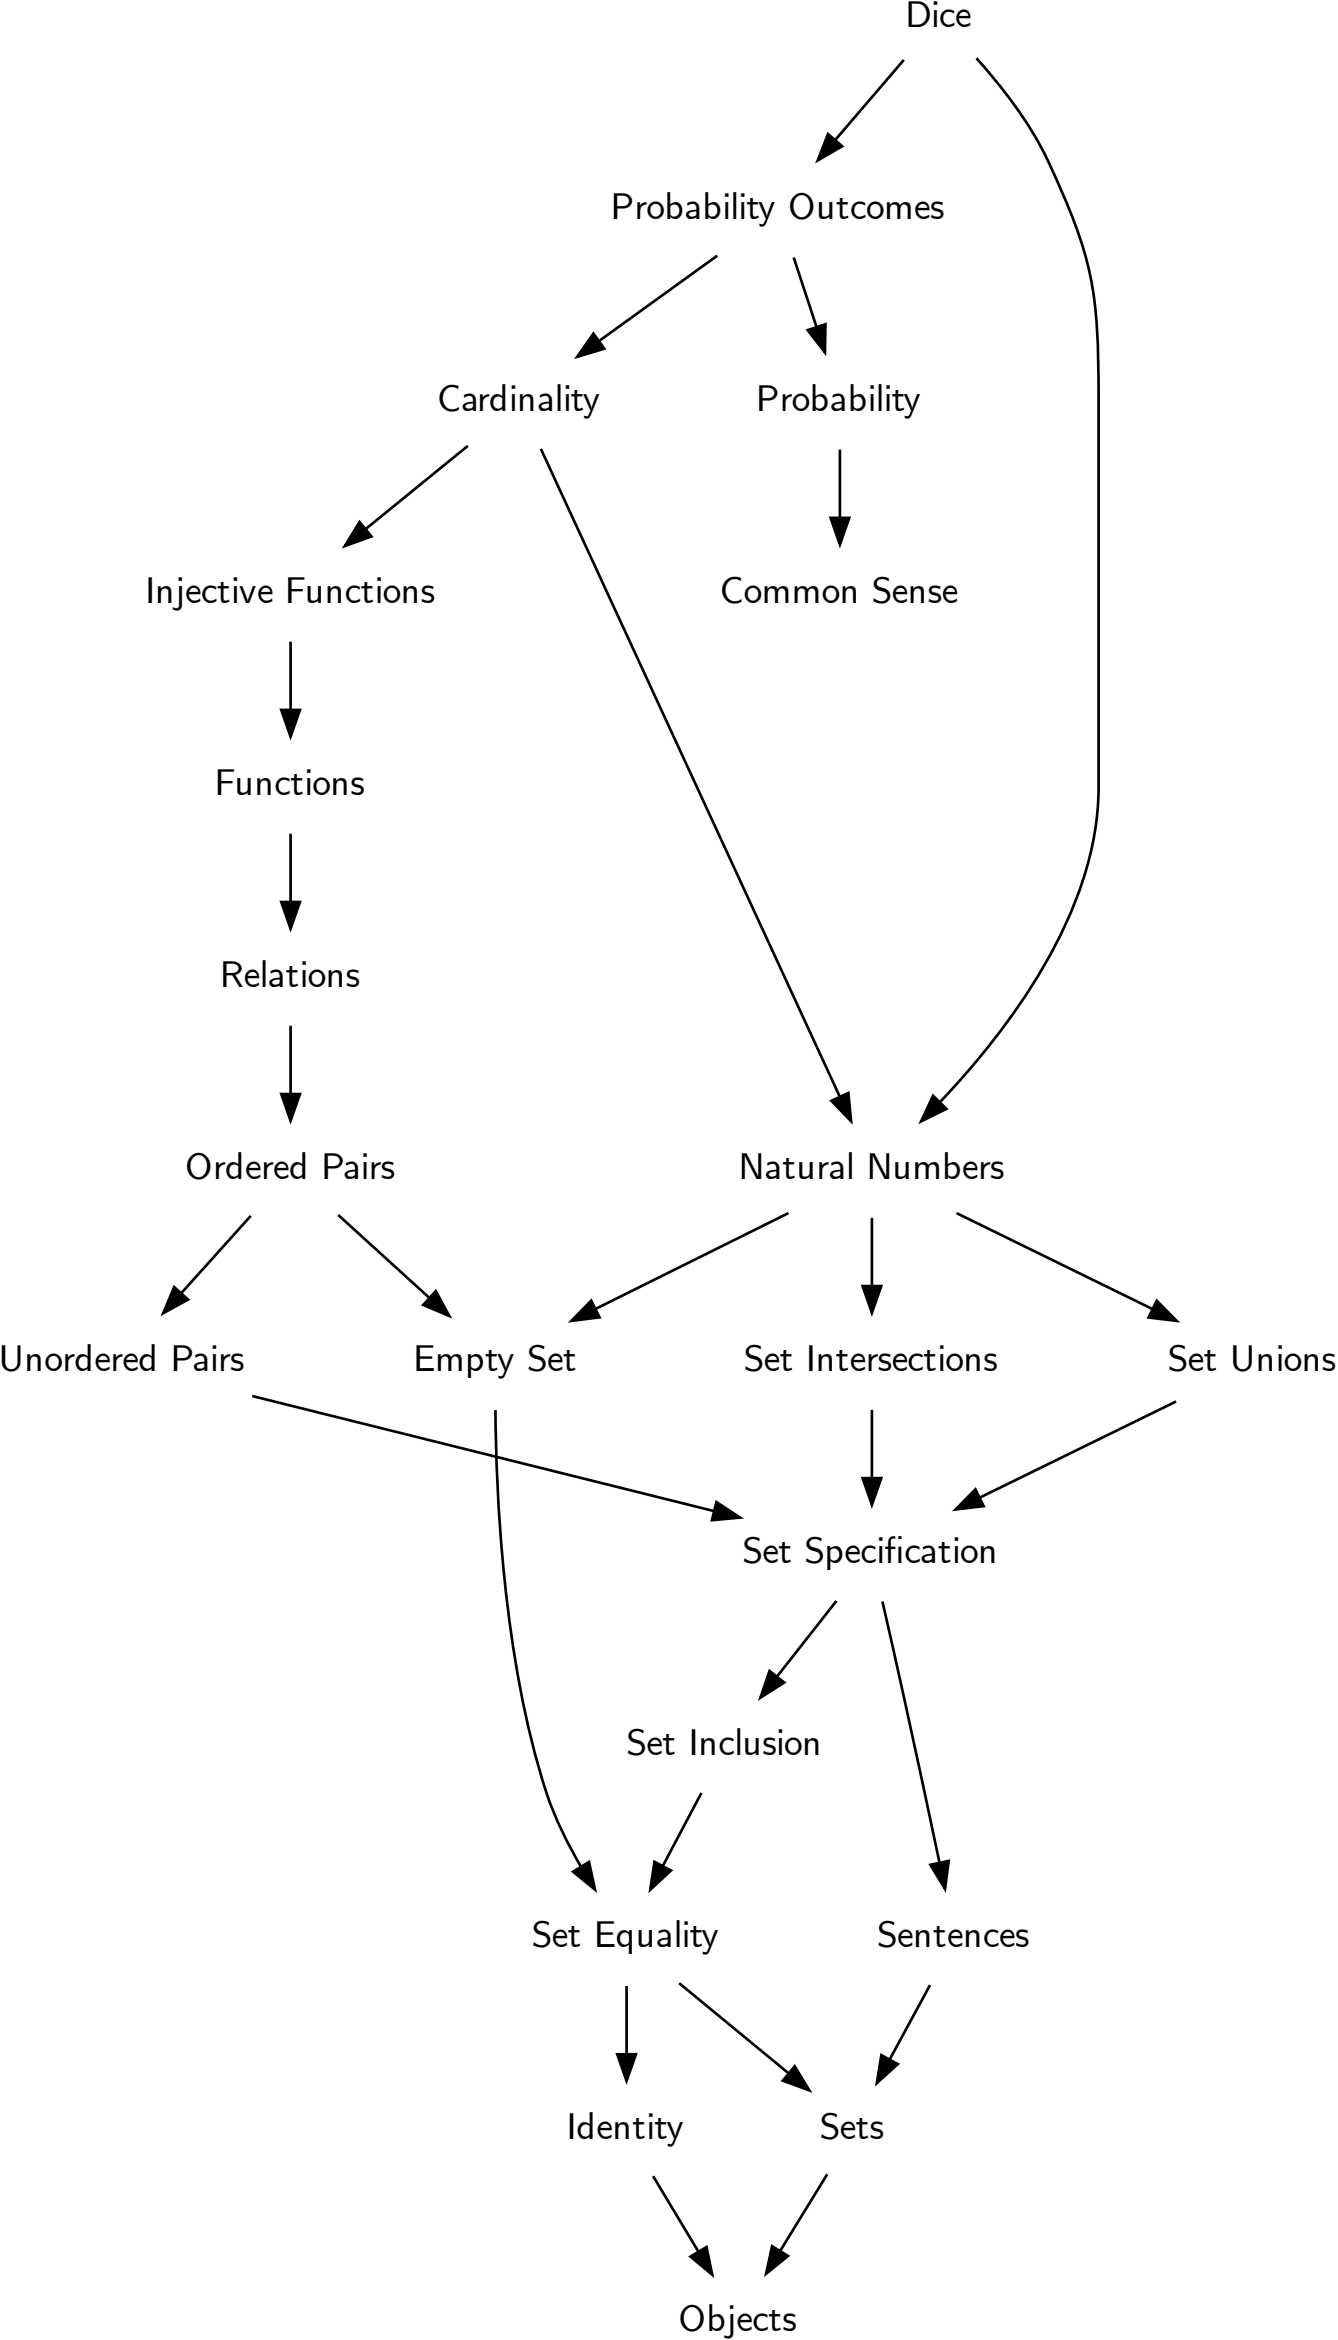 Dice
Probability Outcomes
Cardinality
Probability
Injective Functions
Common Sense
Functions
Relations
Ordered Pairs
Natural Numbers
Unordered Pairs
Empty Set
Set Intersections
Set Unions
Set Specification
Set Inclusion
Set Equality
Sentences
Identity
Sets
Objects